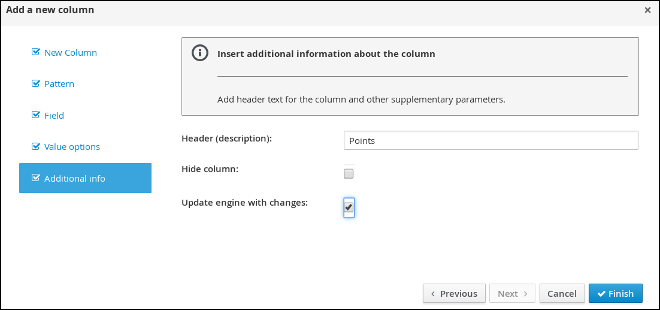 Add a new column
New Column
Pattern
Field
Value options
Additional info
Insert additional information about the column
Add header text for the column and other supplementary parameters.
Header (description):
Points
Hide column:
Update engine with changes:
Previous
Next
Cancel
Finish